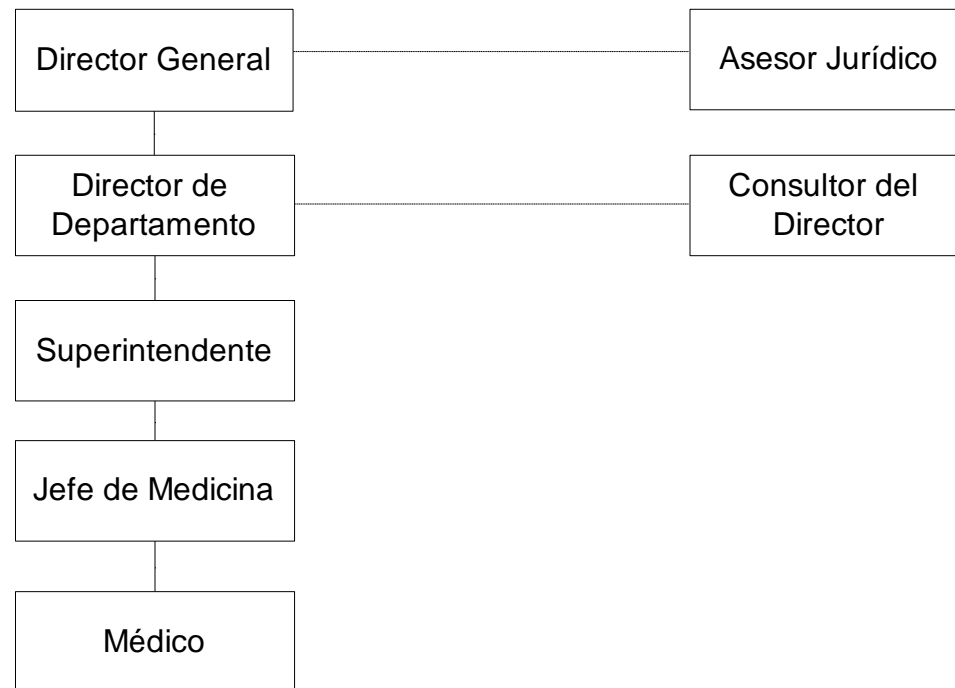 Director General
Asesor Jurídico
Director de
Departamento
Consultor del
Director
Superintendente
Jefe de Medicina
Médico